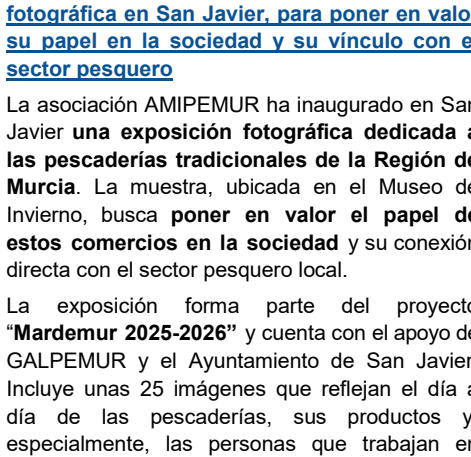 fotográfica en San Javier, para poner en valo
su papel en la sociedad y su vínculo con e
sector pesquero
La asociación AMIPEMUR ha inaugurado en San
Javier una exposición fotográfica dedicada a
las pescaderías tradicionales de la Región de
Murcia. La muestra, ubicada en el Museo de
Invierno, busca poner en valor el papel de
estos comercios en la sociedad y su conexión
directa con el sector pesquero local.
La exposición forma parte del proyecto
“Mardemur 2025-2026” y cuenta con el apoyo de
GALPEMUR y el Ayuntamiento de San Javier
Incluye unas 25 imágenes que reflejan el día a
día de las pescaderías, sus productos y
especialmente, las personas que trabajan en